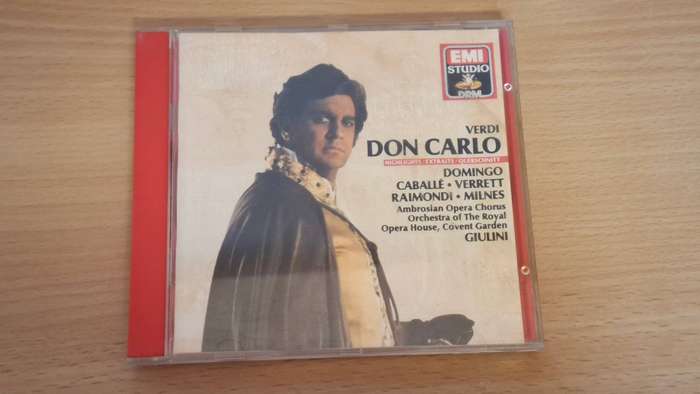 EMI
STUDIO
DRM
VERDI
DON CARLO
HIGHLIGHTS / EXTRAITS / QUERSCHNITT
DOMINGO
CABALLÉ • VERRETT
RAIMONDI • MILNES
Ambrosian Opera Chorus
Orchestra of The Royal
Opera House, Covent Garden
GIULINI